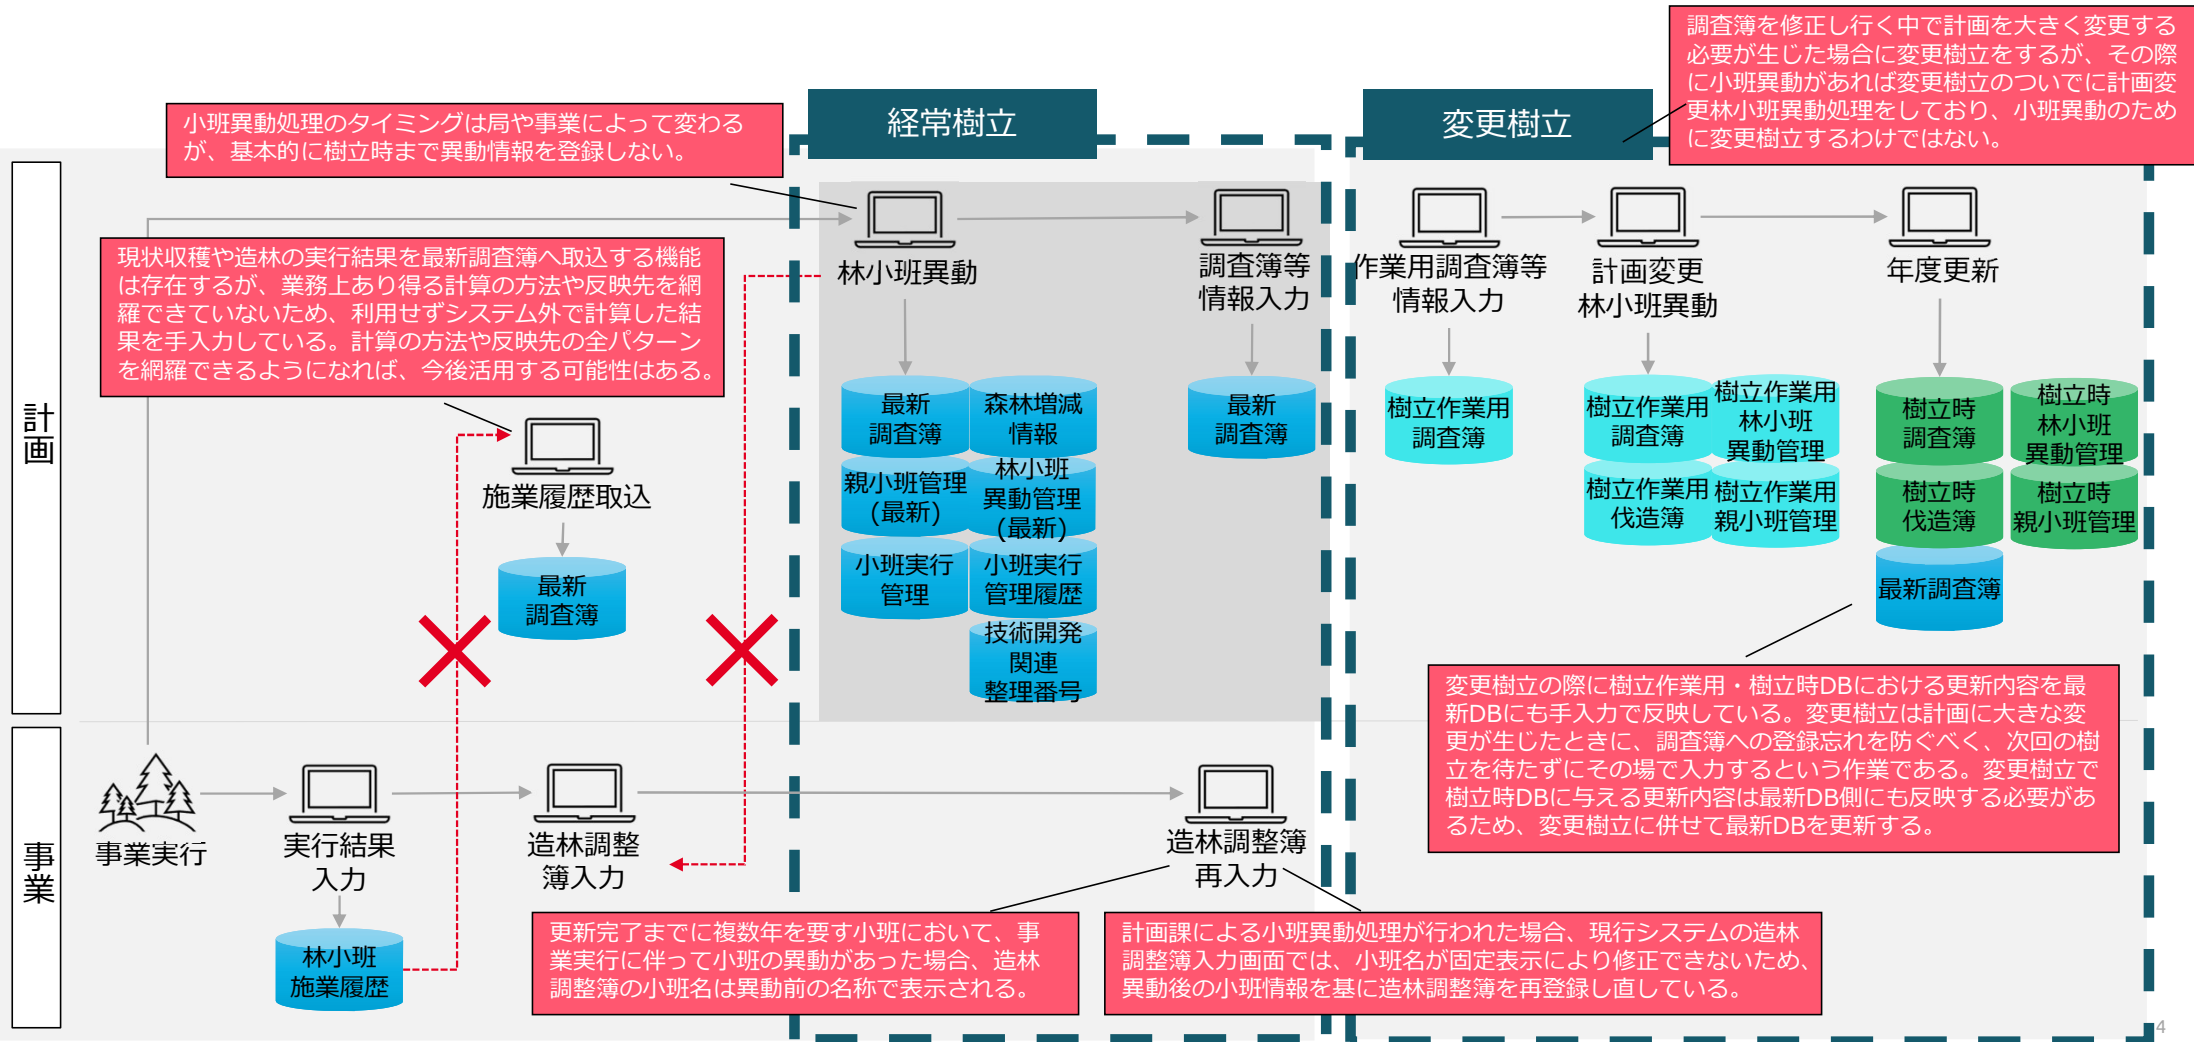 調査簿を修正し行く中で計画を大きく変更する
必要が生じた場合に変更樹立をするが、その際
に小班異動があれば変更樹立のついでに計画変
更林小班異動処理をしており、小班異動のため
に変更樹立するわけではない。
経常樹立
変更樹立
小班異動処理のタイミングは局や事業によって変わる
が、基本的に樹立時まで異動情報を登録しない。
現状収穫や造林の実行結果を最新調査簿へ取込する機能
は存在するが、業務上あり得る計算の方法や反映先を網
羅できていないため、利用せずシステム外で計算した結
果を手入力している。計算の方法や反映先の全パターン
を網羅できるようになれば、今後活用する可能性はある。
計画
林小班異動
調査簿等
情報入力
作業用調査簿等
情報入力
計画変更
林小班異動
年度更新
施業履歴取込
最新
調査簿
最新
調査簿
森林増減
情報
親小班管理
(最新)
林小班
異動管理
(最新)
小班実行
管理
小班実行
管理履歴
技術開発
関連
整理番号
最新
調査簿
樹立作業用
調査簿
樹立作業用
調査簿
樹立作業用
林小班
異動管理
樹立作業用
伐造簿
樹立作業用
親小班管理
樹立時
調査簿
樹立時
林小班
異動管理
樹立時
伐造簿
樹立時
親小班管理
最新調査簿
変更樹立の際に樹立作業用・樹立時DBにおける更新内容を最
新DBにも手入力で反映している。変更樹立は計画に大きな変
更が生じたときに、調査簿への登録忘れを防ぐべく、次回の樹
立を待たずにその場で入力するという作業である。変更樹立で
樹立時DBに与える更新内容は最新DB側にも反映する必要があ
るため、変更樹立に併せて最新DBを更新する。
事業
事業実行
実行結果
入力
造林調整
簿入力
造林調整簿
再入力
林小班
施業履歴
更新完了までに複数年を要す小班において、事
業実行に伴って小班の異動があった場合、造林
調整簿の小班名は異動前の名称で表示される。
計画課による小班異動処理が行われた場合、現行システムの造林
調整簿入力画面では、小班名が固定表示により修正できないため、
異動後の小班情報を基に造林調整簿を再登録し直している。
4